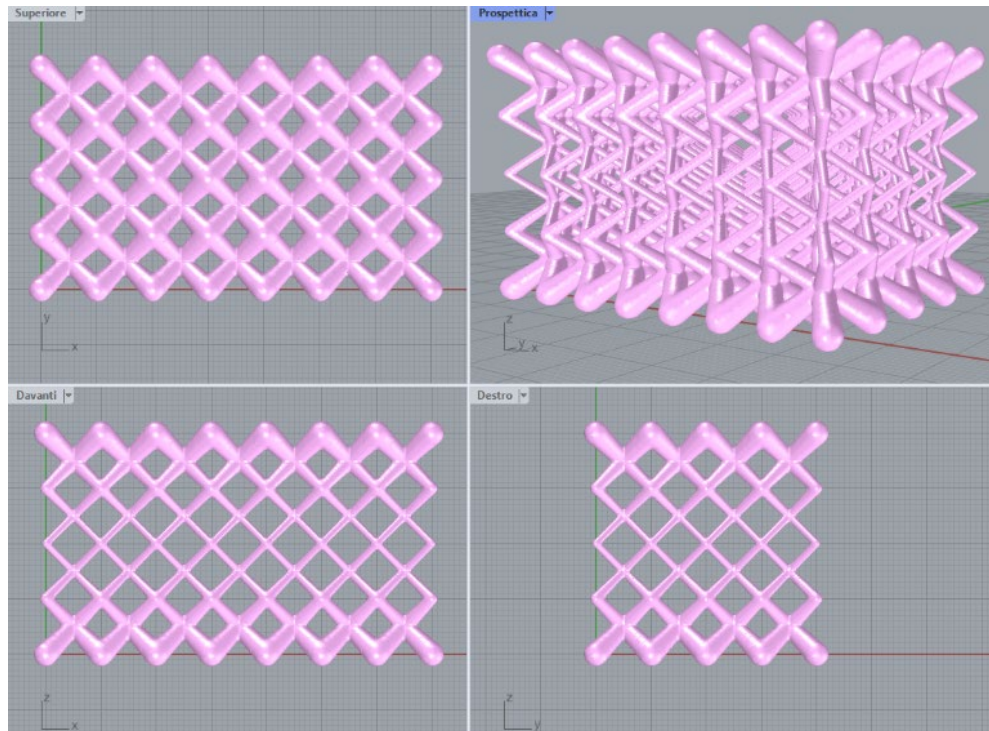 Superiore
Prospettica
y
x
z
y
x
Davanti
Destro
z
x
z
y